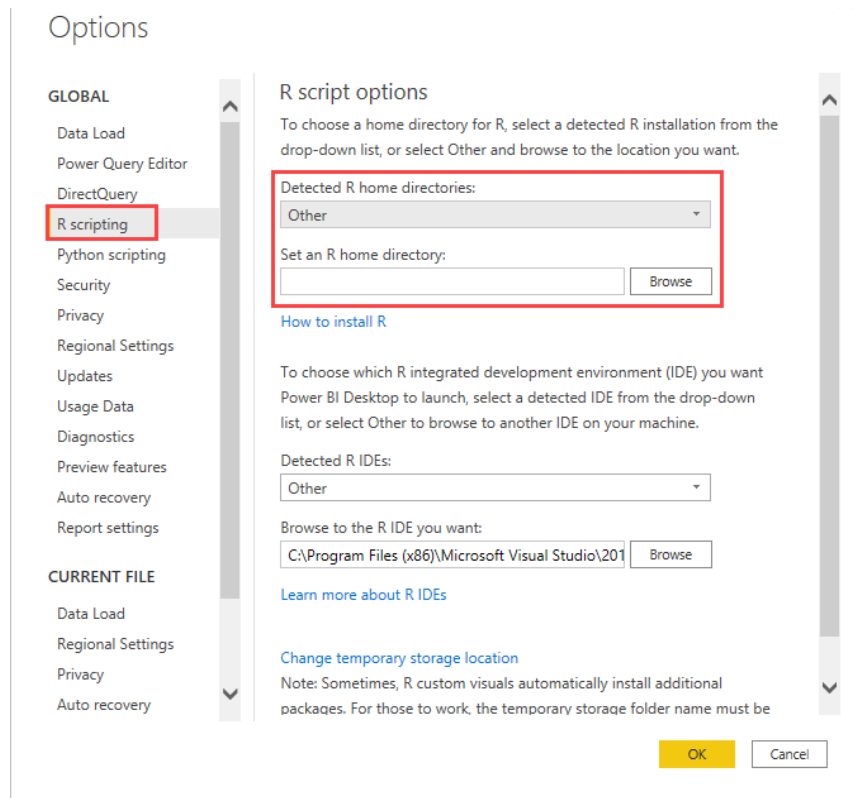 Options
GLOBAL
Data Load
Power Query Editor
DirectQuery
R scripting
Python scripting
Security
Privacy
Regional Settings
Updates
Usage Data
Diagnostics
Preview features
Auto recovery
Report settings
CURRENT FILE
Data Load
Regional Settings
Privacy
Auto recovery
R script options
To choose a home directory for R, select a detected R installation from the
drop-down list, or select Other and browse to the location you want.
Detected R home directories:
Other
Set an R home directory:
Browse
How to install R
To choose which R integrated development environment (IDE) you want
Power BI Desktop to launch, select a detected IDE from the drop-down
list, or select Other to browse to another IDE on your machine.
Detected R IDEs:
Other
Browse to the R IDE you want:
C:\Program Files (x86)\Microsoft Visual Studio\201 Browse
Learn more about R IDEs
Change temporary storage location
Note: Sometimes, R custom visuals automatically install additional
packages. For those to work, the temporary storage folder name must be
OK Cancel